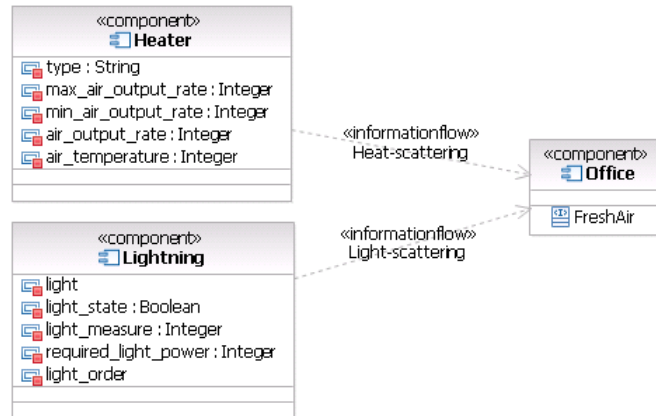 «component»
Heater
type : String
max_air_output_rate : Integer
min_air_output_rate : Integer
air_output_rate : Integer
air_temperature : Integer
«informationflow»
Heat-scattering
«component»
Office
FreshAir
«informationflow»
Light-scattering
«component»
Lightning
light
light_state : Boolean
light_measure : Integer
required_light_power : Integer
light_order